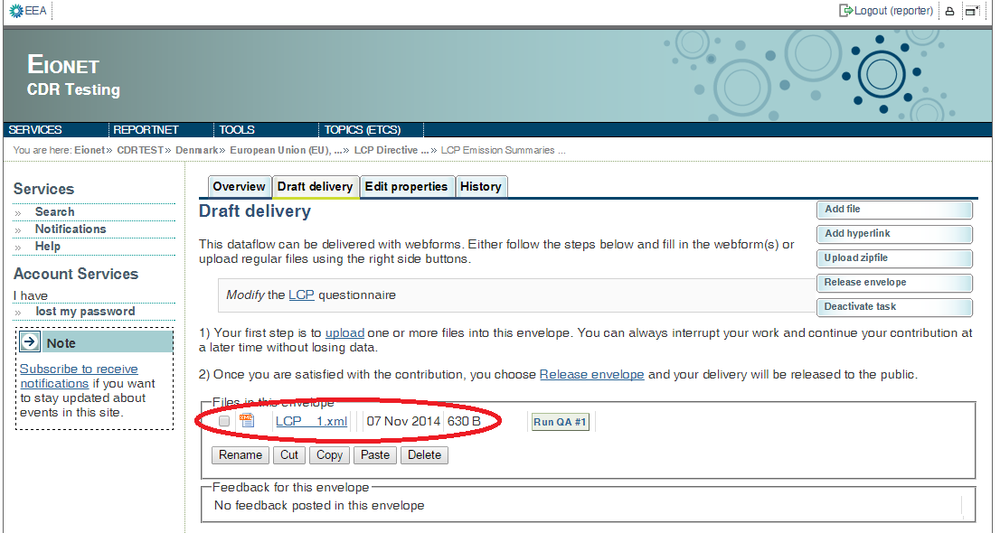 EEA
Logout (reporter)
EIONET
CDR Testing
SERVICES REPORTNET TOOLS TOPICS (ETCS)
You are here: Eionet» CDRTEST» Denmark» European Union (EU), ...» LCP Directive ...» LCP Emission Summaries ...
Services
» Search
» Notifications
» Help
Account Services
I have
» lost my password
Note
Subscribe to receive
notifications if you want
to stay updated about
events in this site.
Overview Draft delivery Edit properties History
Draft delivery
Add file
Add hyperlink
Upload zipfile
Release envelope
Deactivate task
This dataflow can be delivered with webforms. Either follow the steps below and fill in the webform(s) or
upload regular files using the right side buttons.
Modify the LCP questionnaire
1) Your first step is to upload one or more files into this envelope. You can always interrupt your work and continue your contribution at
a later time without losing data.
2) Once you are satisfied with the contribution, you choose Release envelope and your delivery will be released to the public.
Files in this envelope
LCP__1.xml 07 Nov 2014 630 B Run QA #1
Rename Cut Copy Paste Delete
Feedback for this envelope
No feedback posted in this envelope